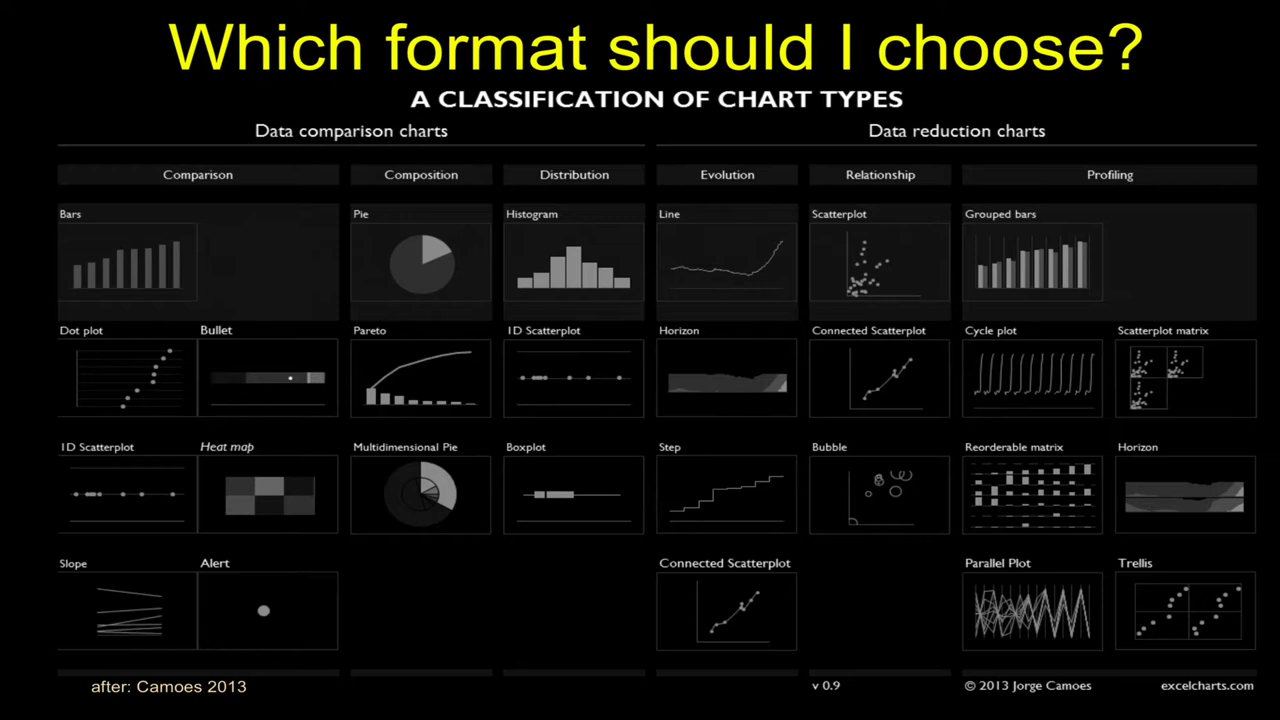 Which format should I choose?
A CLASSIFICATION OF CHART TYPES
Data comparison charts
Data reduction charts
Comparison
Composition
Distribution
Evolution
Relationship
Profiling
Bars
Pie
Histogram
Line
Scatterplot
Grouped bars
Dot plot
Bullet
Pareto
1D Scatterplot
Horizon
Connected Scatterplot
Cycle plot
Scatterplot matrix
1D Scatterplot
Heat map
Multidimensional Pie
Boxplot
Step
Bubble
Reorderable matrix
Horizon
Slope
Alert
Connected Scatterplot
Parallel Plot
Trellis
after: Camoes 2013
v 0.9
© 2013 Jorge Camoes
excelcharts.com